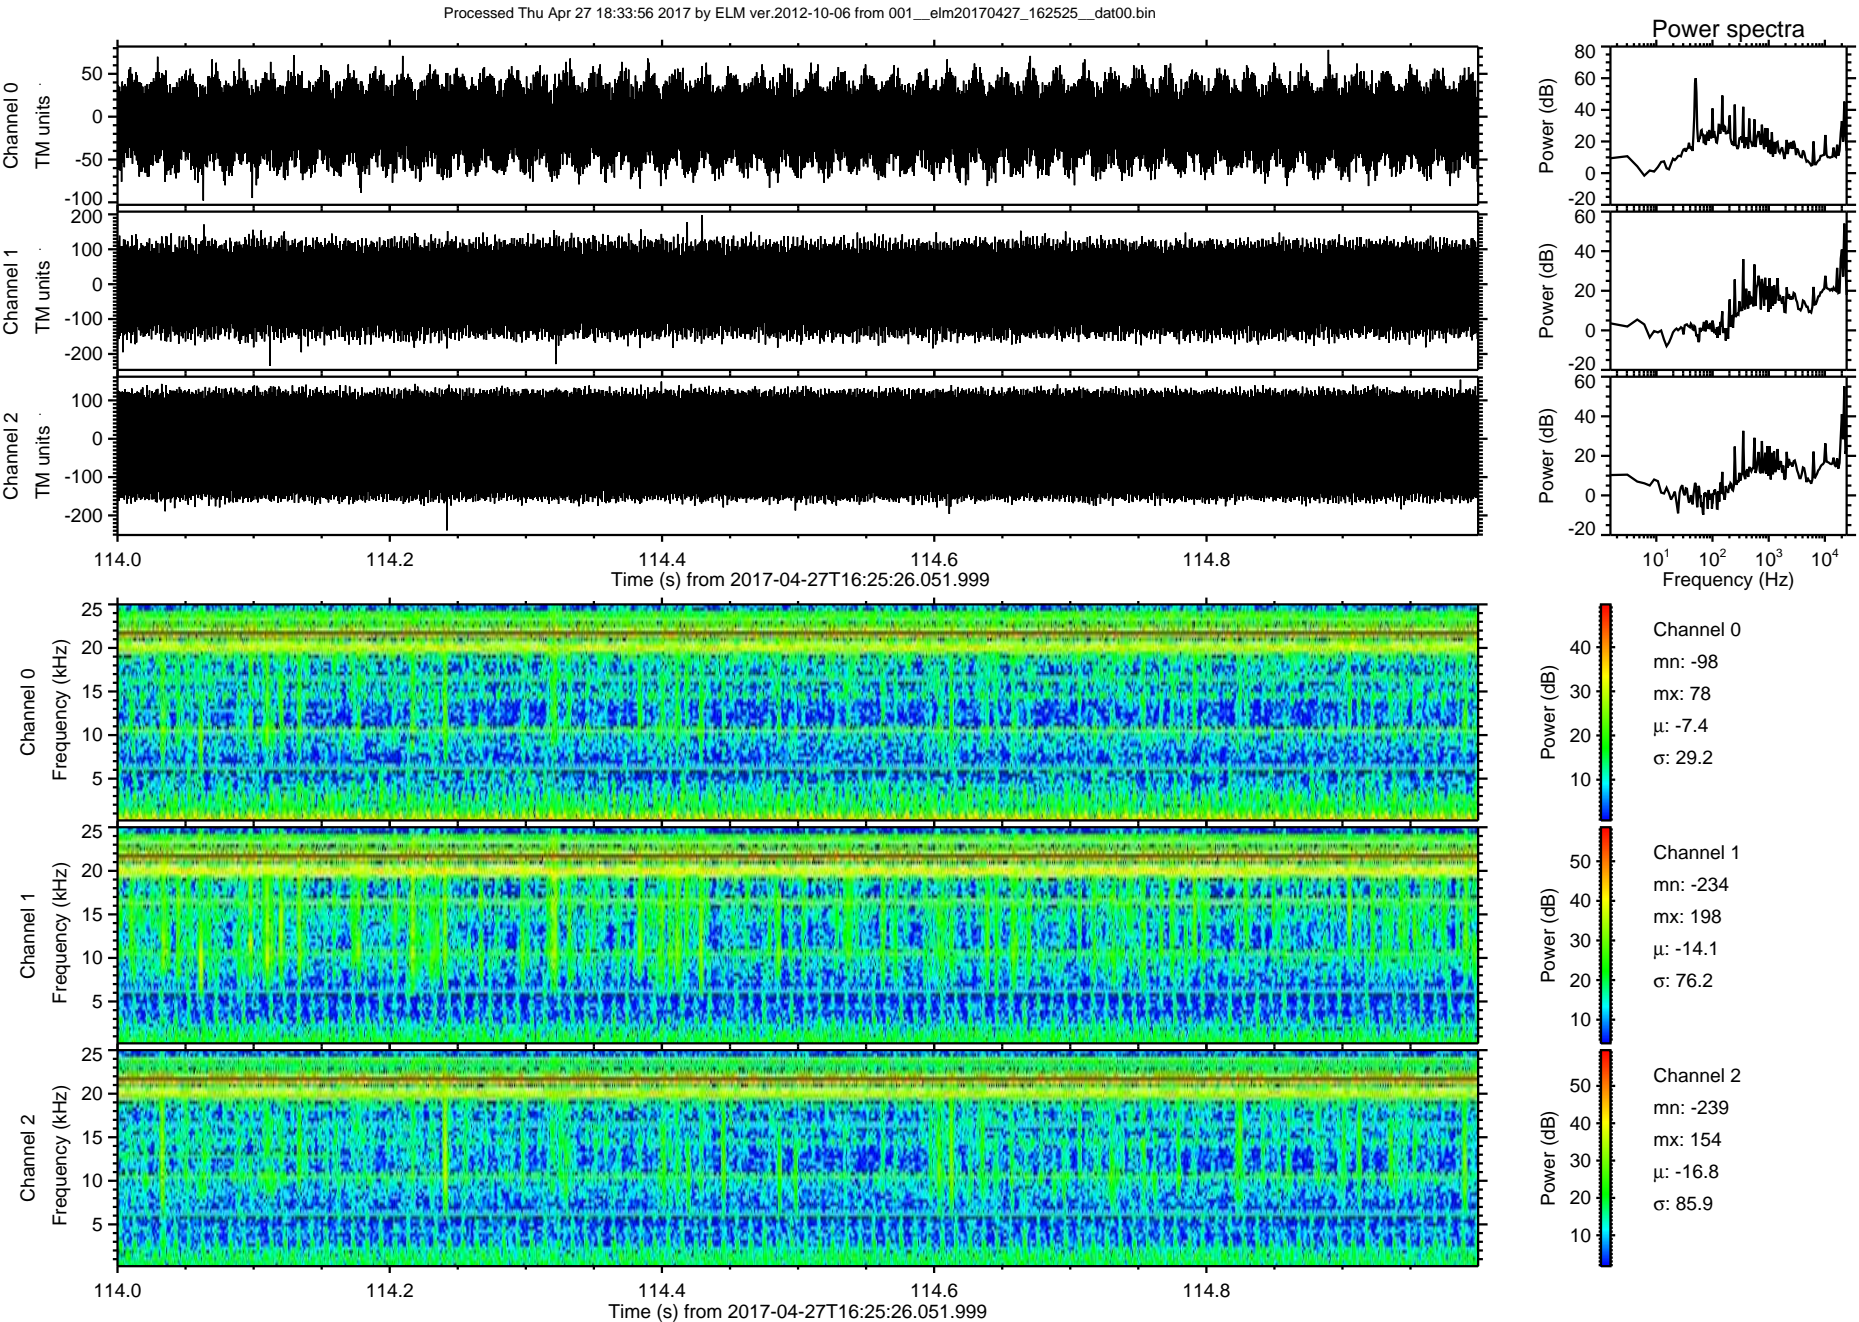 Processed Thu Apr 27 18:33:56 2017 by ELM ver.2012-10-06 from 001__elm20170427_162525__dat00.bin
Power spectra
Channel 0
TM units
50
0
-50
-100
Power (dB)
80
60
40
20
0
-20
Channel 1
TM units
200
100
0
-100
-200
Power (dB)
60
40
20
0
-20
Channel 2
TM units
100
0
-100
-200
Power (dB)
60
40
20
0
-20
114.0 114.2 114.4 114.6 114.8
Time (s) from 2017-04-27T16:25:26.051.999
10^1 10^2 10^3 10^4
Frequency (Hz)
Channel 0
Frequency (kHz)
25
20
15
10
5
Power (dB)
40
30
20
10
Channel 0
mn: -98
mx: 78
μ: -7.4
σ: 29.2
Channel 1
Frequency (kHz)
25
20
15
10
5
Power (dB)
50
40
30
20
10
Channel 1
mn: -234
mx: 198
μ: -14.1
σ: 76.2
Channel 2
Frequency (kHz)
25
20
15
10
5
Power (dB)
50
40
30
20
10
Channel 2
mn: -239
mx: 154
μ: -16.8
σ: 85.9
114.0 114.2 114.4 114.6 114.8
Time (s) from 2017-04-27T16:25:26.051.999